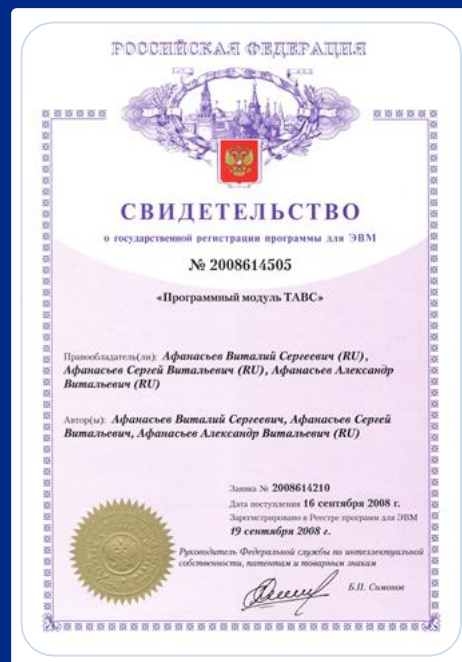 РОССИЙСКАЯ ФЕДЕРАЦИЯ
СВИДЕТЕЛЬСТВО
о государственной регистрации программы для ЭВМ
№ 2008614505
«Программный модуль ТАВС»
Правообладатель(ли): Афанасьев Виталий Сергеевич (RU),
Афанасьев Сергей Витальевич (RU), Афанасьев Александр
Витальевич (RU)
Автор(ы): Афанасьев Виталий Сергеевич, Афанасьев Сергей
Витальевич, Афанасьев Александр Витальевич (RU)
Заявка № 2008614210
Дата поступления 16 сентября 2008 г.
Зарегистрировано в Реестре программ для ЭВМ
19 сентября 2008 г.
Руководитель Федеральной службы по интеллектуальной
собственности, патентам и товарным знакам
Б.П. Симонов